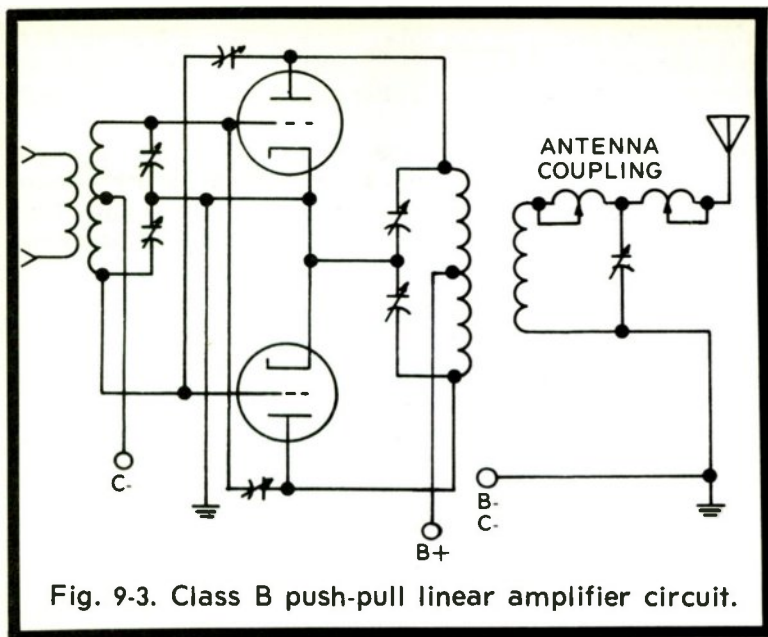 ANTENNA
COUPLING
C-
B-
C-
B+
Fig. 9-3. Class B push-pull linear amplifier circuit.